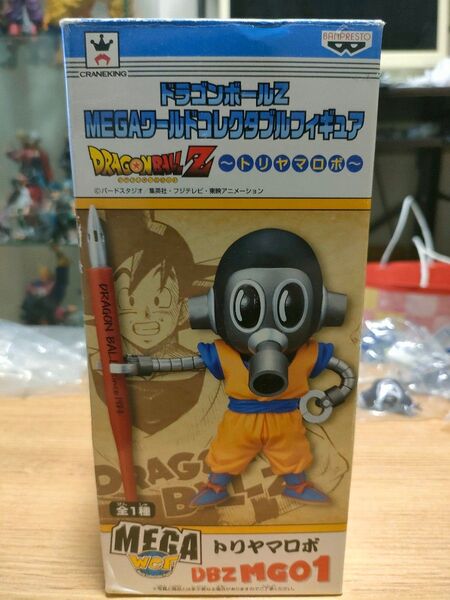 CRANEKING
BANPRESTO
ドラゴンボールZ
MEGAワールドコレクタブルフィギュア
DRAGONBALL Z
～トリヤマロボ～
©バードスタジオ/集英社・フジテレビ・東映アニメーション
DRAGON BALL
since 1984
DRAGON
BALL
全1種
MEGA
WCF
トリヤマロボ
DBZ MG01